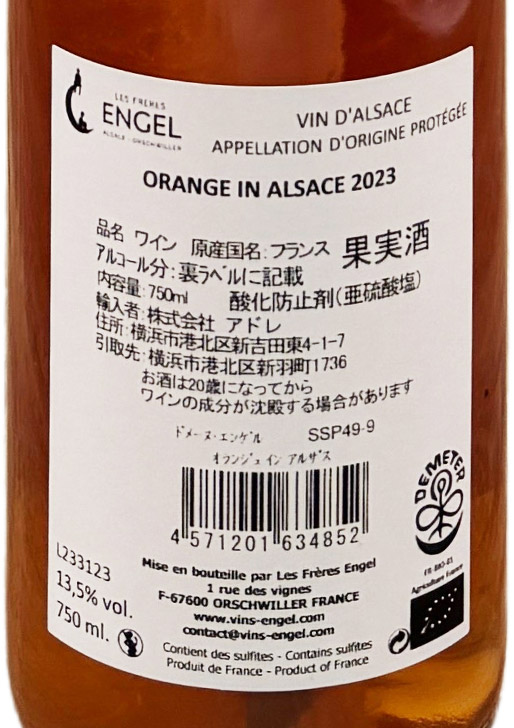 LES FRÈRES
ENGEL
ALSACE - ORSCHWILLER
VIN D'ALSACE
APPELLATION D'ORIGINE PROTÉGÉE
ORANGE IN ALSACE 2023
品名 ワイン 原産国名:フランス 果実酒
アルコール分:裏ラベルに記載
内容量:750ml 酸化防止剤(亜硫酸塩)
輸入者:株式会社 アドレ
住所:横浜市港北区新吉田東4-1-7
引取先:横浜市港北区新羽町1736
お酒は20歳になってから
ワインの成分が沈殿する場合があります
ドメーヌ・エンゲル SSP49-9
オランジュ イン アルザス
4 571201 634852
DEMETER
L233123
13,5% vol.
750 ml.
Mise en bouteille par Les Frères Engel
1 rue des vignes
F-67600 ORSCHWILLER FRANCE
www.vins-engel.com
contact@vins-engel.com
Contient des sulfites - Contains sulfites
Produit de France - Product of France
FR-BIO-01
Agriculture France